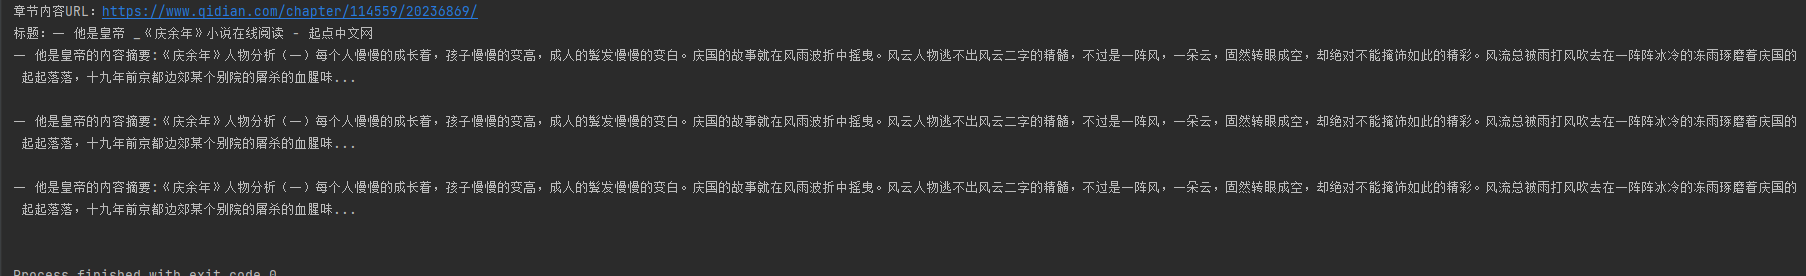 章节内容URL: https://www.qidian.com/chapter/114559/20236869/
标题: 一 他是皇帝 _《庆余年》小说在线阅读 - 起点中文网
一 他是皇帝的内容摘要:《庆余年》人物分析（一）每个人慢慢的成长着，孩子慢慢的变高，成人的鬓发慢慢的变白。庆国的故事就在风雨波折中摇曳。风云人物逃不出风云二字的精髓，不过是一阵风，一朵云，固然转眼成空，却绝对不能掩饰如此的精彩。风流总被雨打风吹去在一阵阵冰冷的冻雨琢磨着庆国的
起起落落，十九年前京都边郊某个别院的屠杀的血腥味...
一 他是皇帝的内容摘要:《庆余年》人物分析（一）每个人慢慢的成长着，孩子慢慢的变高，成人的鬓发慢慢的变白。庆国的故事就在风雨波折中摇曳。风云人物逃不出风云二字的精髓，不过是一阵风，一朵云，固然转眼成空，却绝对不能掩饰如此的精彩。风流总被雨打风吹去在一阵阵冰冷的冻雨琢磨着庆国的
起起落落，十九年前京都边郊某个别院的屠杀的血腥味...
一 他是皇帝的内容摘要:《庆余年》人物分析（一）每个人慢慢的成长着，孩子慢慢的变高，成人的鬓发慢慢的变白。庆国的故事就在风雨波折中摇曳。风云人物逃不出风云二字的精髓，不过是一阵风，一朵云，固然转眼成空，却绝对不能掩饰如此的精彩。风流总被雨打风吹去在一阵阵冰冷的冻雨琢磨着庆国的
起起落落，十九年前京都边郊某个别院的屠杀的血腥味...
Process finished with exit code 0